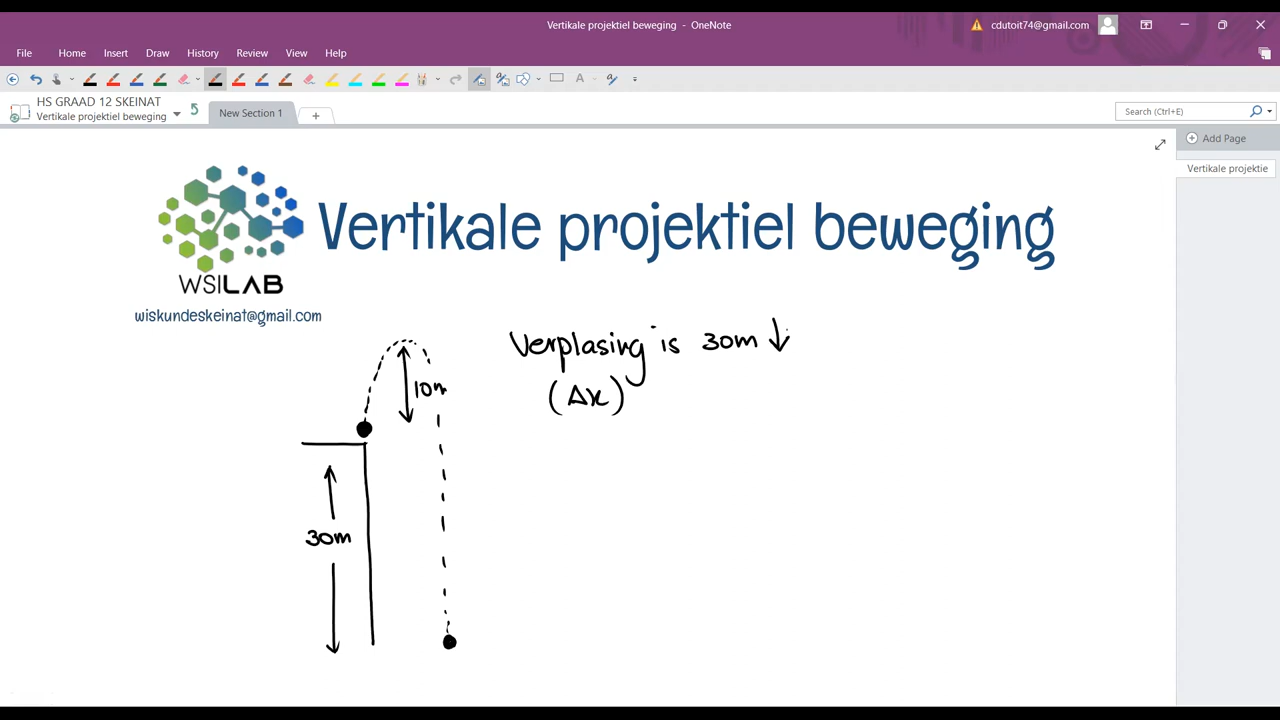 Vertikale projektiel beweging - OneNote
cdutoit74@gmail.com
File Home Insert Draw History Review View Help
HS GRAAD 12 SKEINAT
Vertikale projektiel beweging
New Section 1
Search (Ctrl+E)
Add Page
Vertikale projektie
Vertikale projektiel beweging
WSILAB
wiskundeskeinat@gmail.com
Verplasing is 30m ↓
(Δx)
10m
30m